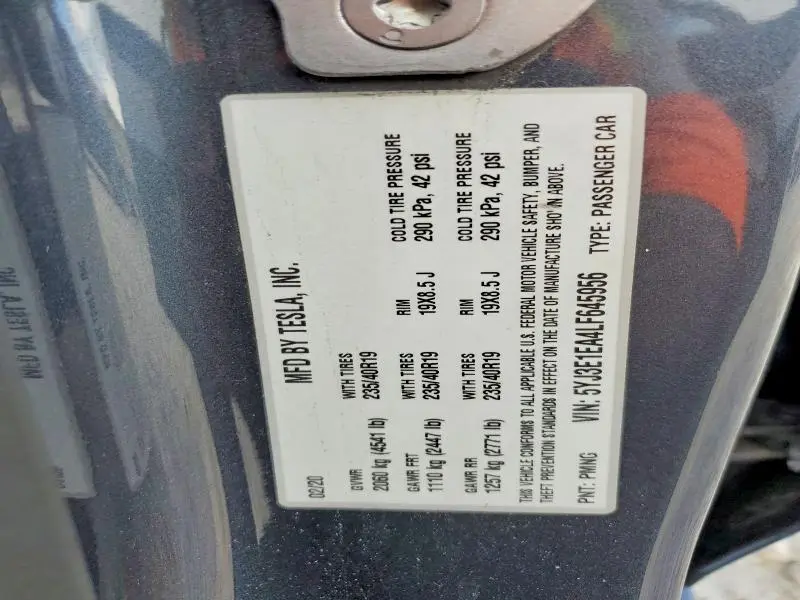 MFD BY TESLA, INC.
02/20
GVWR WITH TIRES
2060 kg (4541 lb) 235/40R19
GAWR FRT WITH TIRES RIM COLD TIRE PRESSURE
1110 kg (2447 lb) 235/40R19 19X8.5 J 290 kPa, 42 psi
GAWR RR WITH TIRES RIM COLD TIRE PRESSURE
1257 kg (2771 lb) 235/40R19 19X8.5 J 290 kPa, 42 psi
THIS VEHICLE CONFORMS TO ALL APPLICABLE U.S. FEDERAL MOTOR VEHICLE SAFETY, BUMPER, AND
THEFT PREVENTION STANDARDS IN EFFECT ON THE DATE OF MANUFACTURE SHO' N ABOVE.
PNT: PMNG VIN: 5YJ3E1EA4LF645956 TYPE: PASSENGER CAR